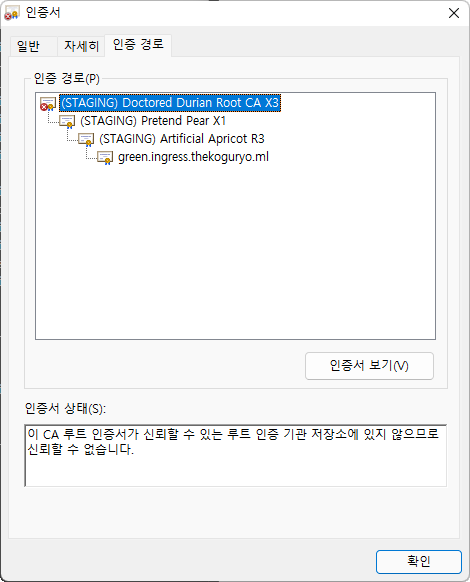 인증서
일반 자세히 인증 경로
인증 경로(P)
(STAGING) Doctored Durian Root CA X3
(STAGING) Pretend Pear X1
(STAGING) Artificial Apricot R3
green.ingress.thekoguryo.ml
인증서 보기(V)
인증서 상태(S):
이 CA 루트 인증서가 신뢰할 수 있는 루트 인증 기관 저장소에 있지 않으므로
신뢰할 수 없습니다.
확인